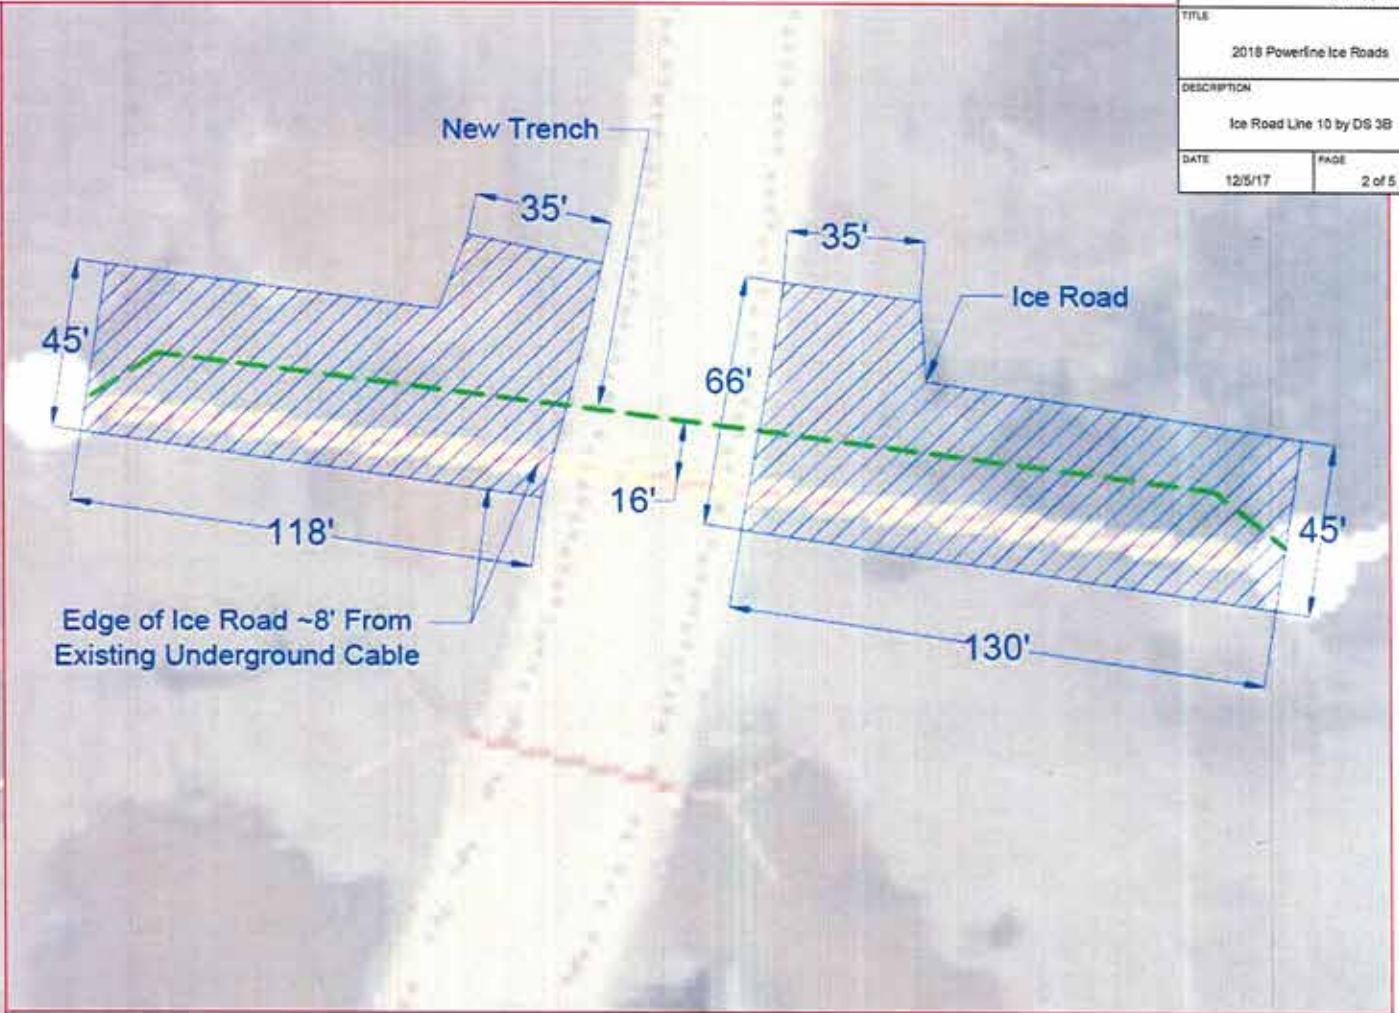 TITLE
2018 Powerline Ice Roads
DESCRIPTION
Ice Road Line 10 by DS 3B
DATE
PAGE
12/5/17
2 of 5
New Trench
35'
35'
Ice Road
45'
66'
16'
45'
118'
130'
Edge of Ice Road ~8' From
Existing Underground Cable